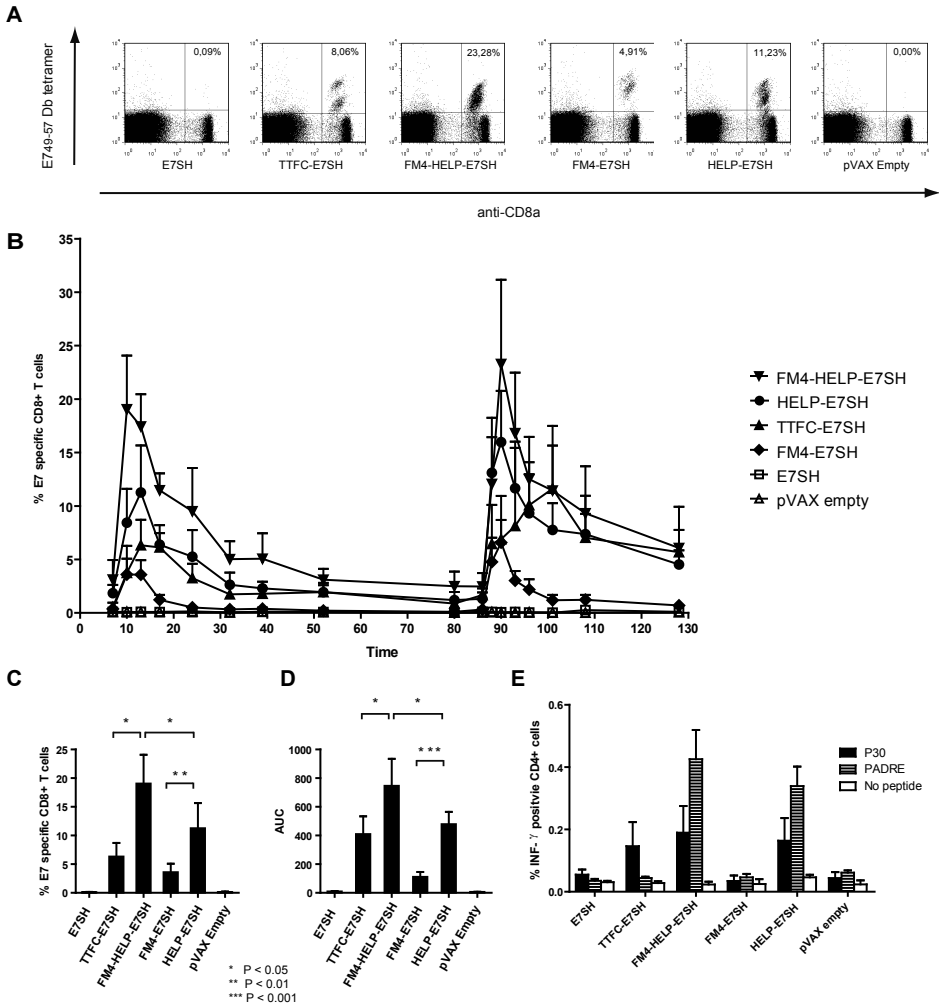 A
E749-57 Db tetramer
0,09%
8,06%
23,28%
4,91%
11,23%
0,00%
E7SH
TTFC-E7SH
FM4-HELP-E7SH
FM4-E7SH
HELP-E7SH
pVAX Empty
anti-CD8a
B
% E7 specific CD8+ T cells
35
30
25
20
15
10
5
0
0 10 20 30 40 50 60 70 80 90 101 110 120 130
Time
FM4-HELP-E7SH
HELP-E7SH
TTFC-E7SH
FM4-E7SH
E7SH
pVAX empty
C
% E7 specific CD8+ T cells
25
20
15
10
5
0
*
*
* *
E7SH
TTFC-E7SH
FM4-HELP-E7SH
FM4-E7SH
HELP-E7SH
pVAX Empty
D
AUC
1000
800
600
400
200
0
*
*
* * *
E7SH
TTFC-E7SH
FM4-HELP-E7SH
FM4-E7SH
HELP-E7SH
pVAX Empty
* P < 0.05
** P < 0.01
*** P < 0.001
E
% INF- γ positvie CD4+ cells
0.6
0.4
0.2
0.0
P30
PADRE
No peptide
E7SH
TTFC-E7SH
FM4-HELP-E7SH
FM4-E7SH
HELP-E7SH
pVAX empty